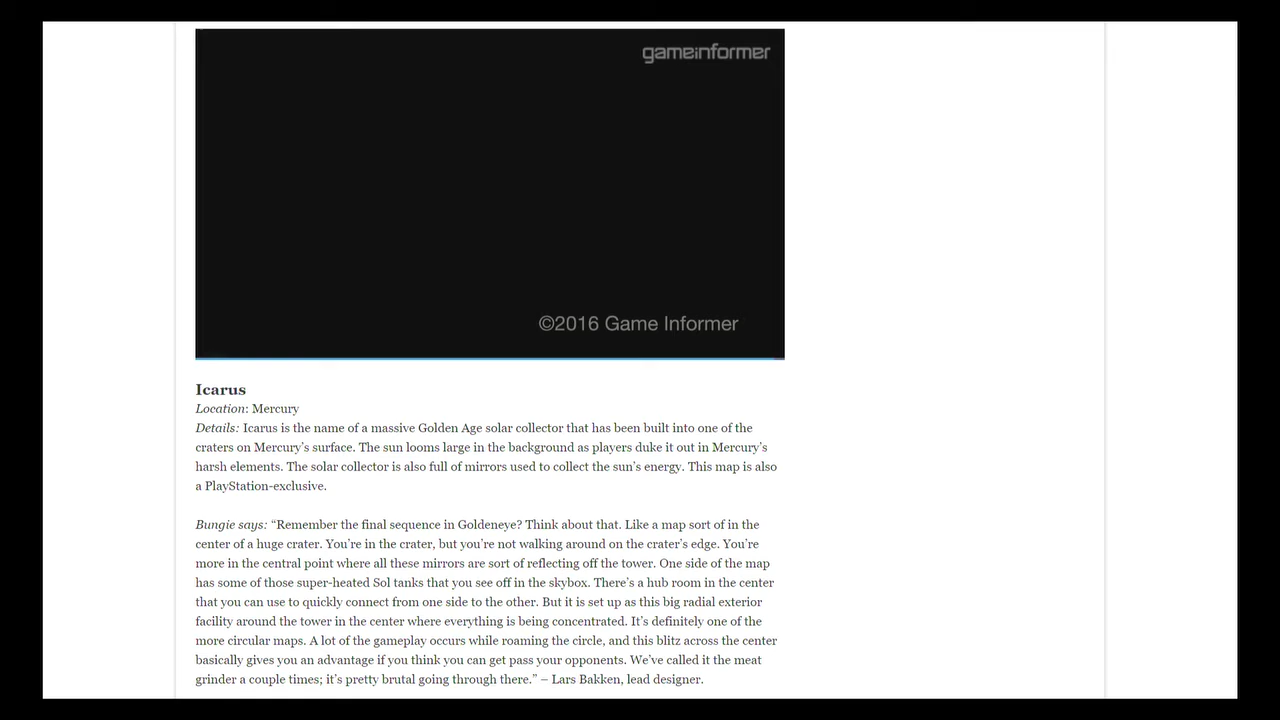 gameinformer
©2016 Game Informer
Icarus
Location: Mercury
Details: Icarus is the name of a massive Golden Age solar collector that has been built into one of the
craters on Mercury’s surface. The sun looms large in the background as players duke it out in Mercury’s
harsh elements. The solar collector is also full of mirrors used to collect the sun’s energy. This map is also
a PlayStation-exclusive.
Bungie says: “Remember the final sequence in Goldeneye? Think about that. Like a map sort of in the
center of a huge crater. You’re in the crater, but you’re not walking around on the crater’s edge. You’re
more in the central point where all these mirrors are sort of reflecting off the tower. One side of the map
has some of those super-heated Sol tanks that you see off in the skybox. There’s a hub room in the center
that you can use to quickly connect from one side to the other. But it is set up as this big radial exterior
facility around the tower in the center where everything is being concentrated. It’s definitely one of the
more circular maps. A lot of the gameplay occurs while roaming the circle, and this blitz across the center
basically gives you an advantage if you think you can get pass your opponents. We’ve called it the meat
grinder a couple times; it’s pretty brutal going through there.” – Lars Bakken, lead designer.